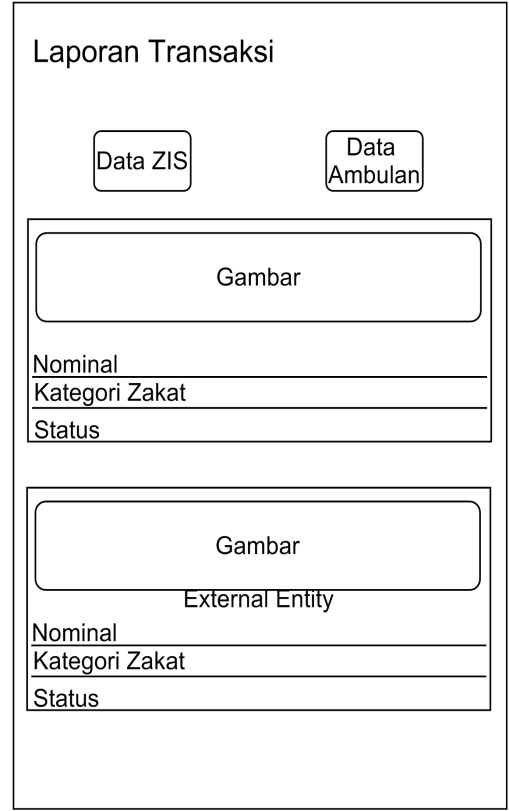 Laporan Transaksi
Data ZIS
Data
Ambulan
Gambar
Nominal
Kategori Zakat
Status
Gambar
External Entity
Nominal
Kategori Zakat
Status